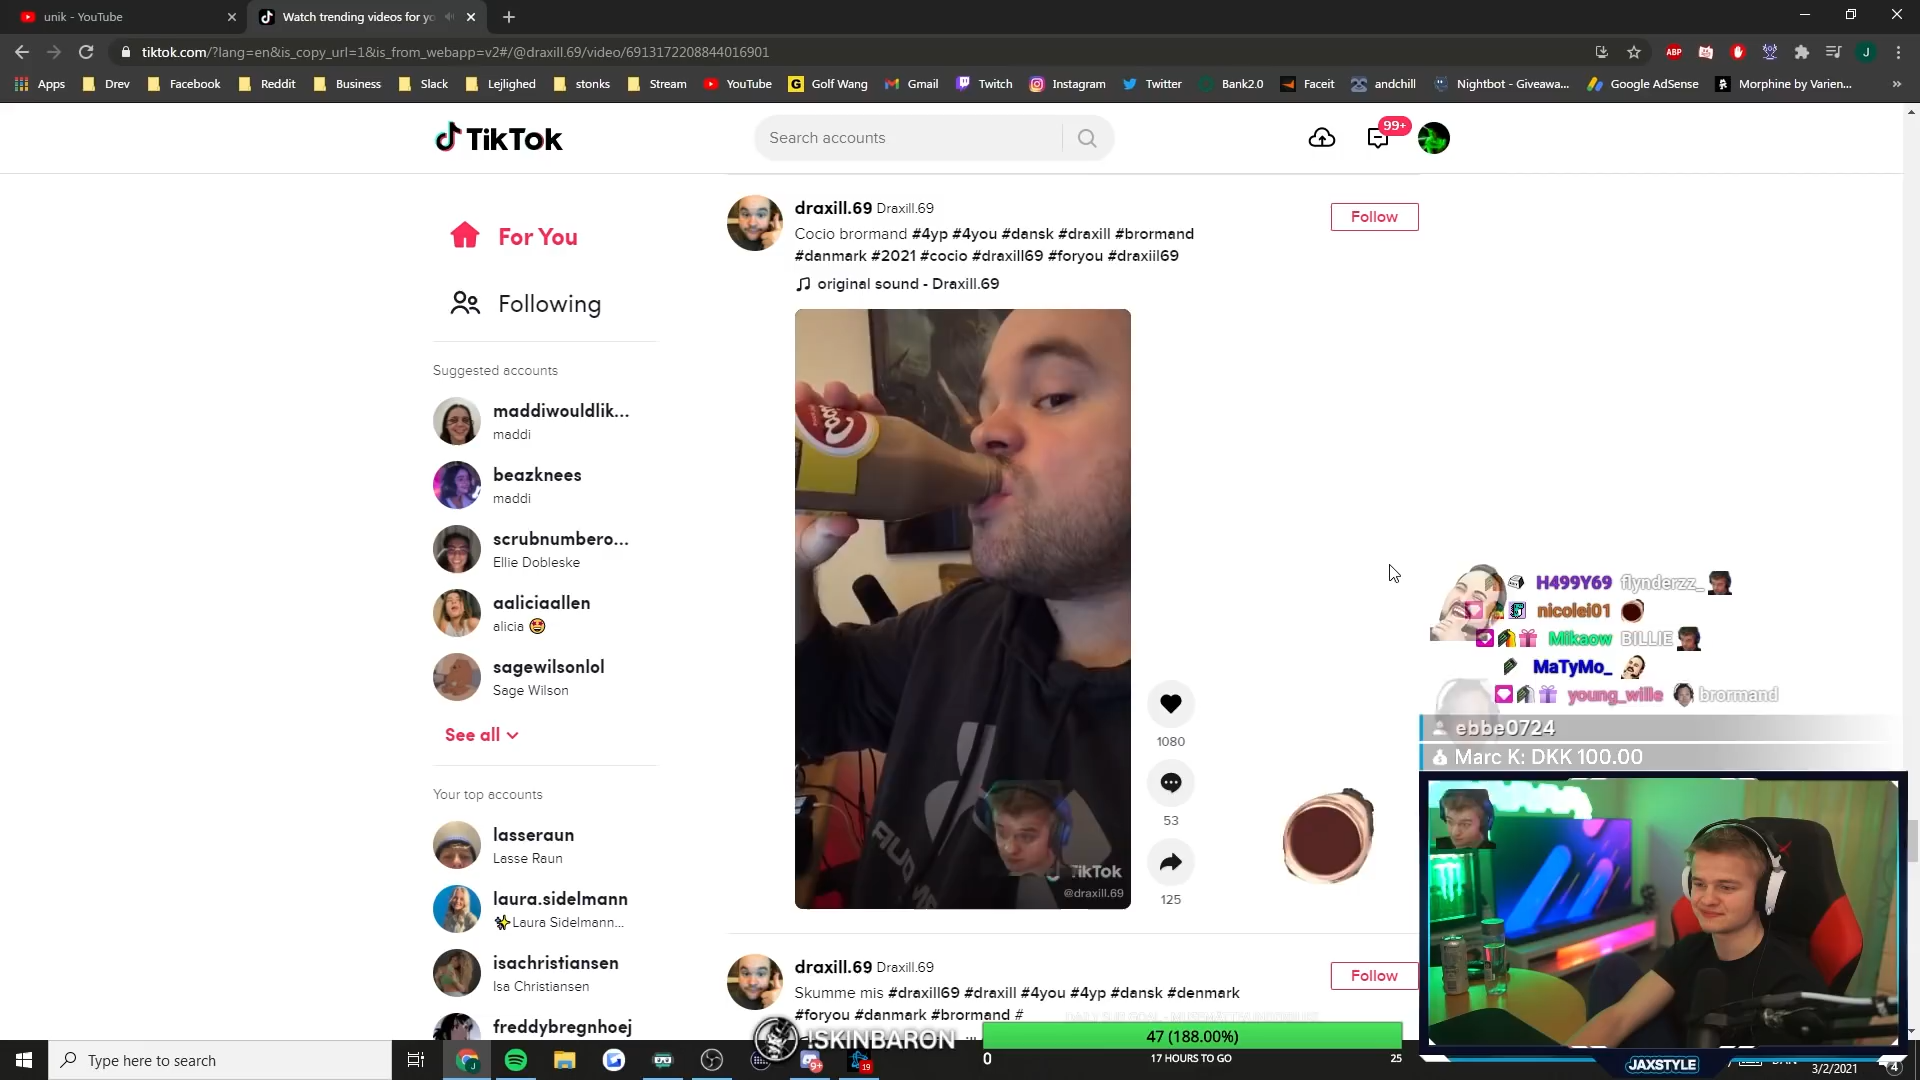 unik - YouTube
Watch trending videos for yo
tiktok.com/?lang=en&is_copy_url=1&is_from_webapp=v2#/@draxill.69/video/6913172208844016901
ABP
J
Apps
Drev
Facebook
Reddit
Business
Slack
Lejlighed
stonks
Stream
YouTube
Golf Wang
Gmail
Twitch
Instagram
Twitter
Bank2.0
Faceit
andchill
Nightbot - Giveawa...
Google AdSense
Morphine by Varien...
»
TikTok
Search accounts
99+
For You
Following
Suggested accounts
maddiwouldlik...
maddi
beazknees
maddi
scrubnumbero...
Ellie Dobleske
aaliciaallen
alicia 🤩
sagewilsonlol
Sage Wilson
See all
Your top accounts
lasseraun
Lasse Raun
laura.sidelmann
✨Laura Sidelmann...
isachristiansen
Isa Christiansen
freddybregnhoej
draxill.69 Draxill.69
Follow
Cocio brormand #4yp #4you #dansk #draxill #brormand
#danmark #2021 #cocio #draxill69 #foryou #draxiil69
original sound - Draxill.69
TikTok
@draxill.69
1080
53
125
draxill.69 Draxill.69
Follow
Skumme mis #draxill69 #draxill #4you #4yp #dansk #denmark
#foryou #danmark #brormand #
H499Y69 flynderzz_
nicolei01
Mikaow BILLIE
MaTyMo_
young_wille brormand
ebbe0724
Marc K: DKK 100.00
!SKINBARON
47 (188.00%)
0
17 HOURS TO GO
25
JAXSTYLE
Type here to search
9+
19
3/2/2021
4